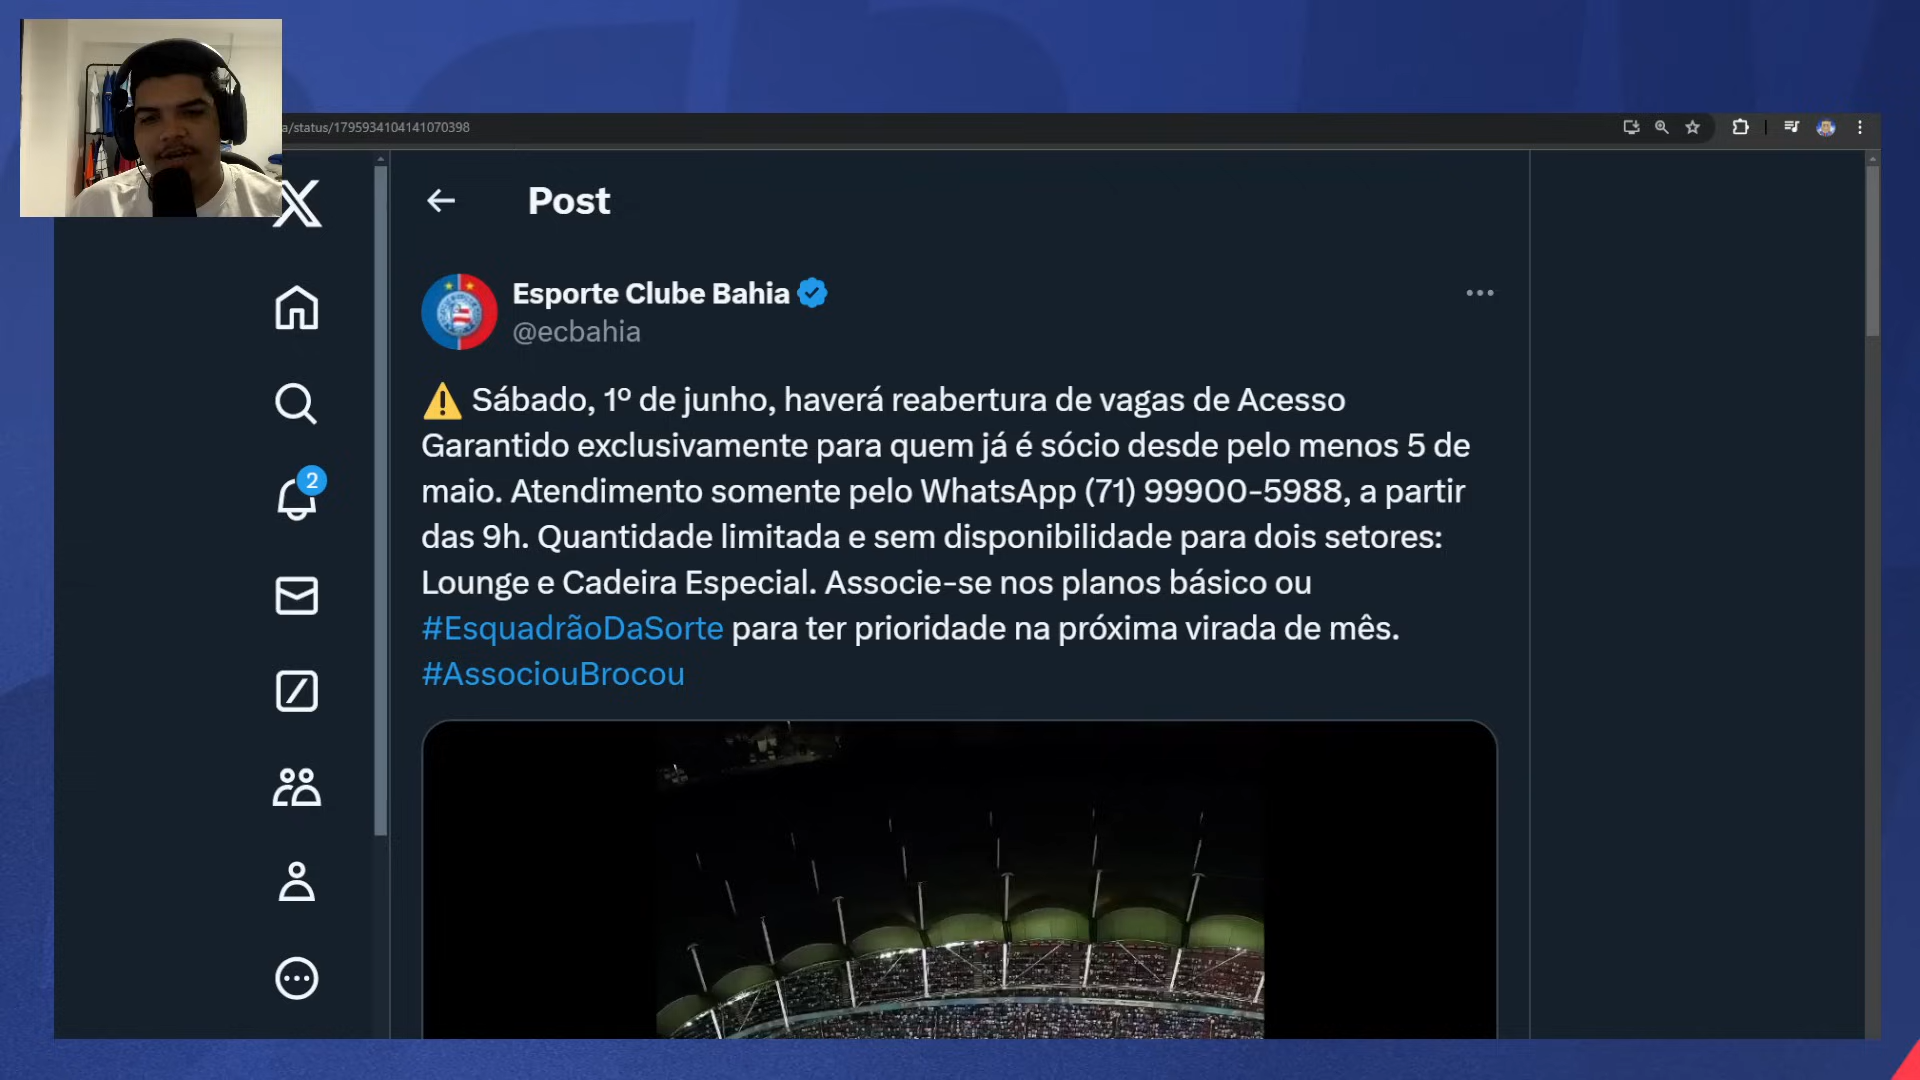 a/status/1795934104141070398
Post
Esporte Clube Bahia
@ecbahia
⚠️ Sábado, 1º de junho, haverá reabertura de vagas de Acesso
Garantido exclusivamente para quem já é sócio desde pelo menos 5 de
maio. Atendimento somente pelo WhatsApp (71) 99900-5988, a partir
das 9h. Quantidade limitada e sem disponibilidade para dois setores:
Lounge e Cadeira Especial. Associe-se nos planos básico ou
#EsquadrãoDaSorte para ter prioridade na próxima virada de mês.
#AssociouBrocou
2